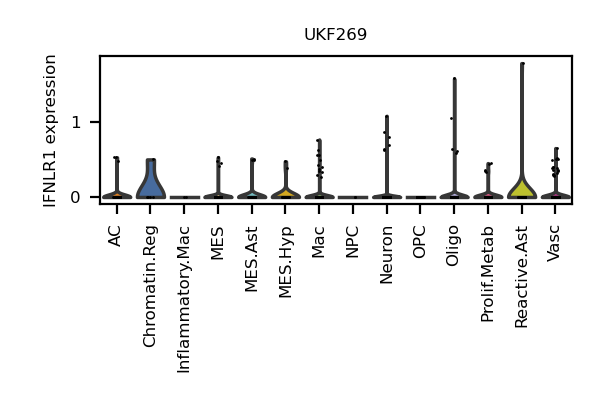 UKF269
IFNLR1 expression
1
0
AC
Chromatin.Reg
Inflammatory.Mac
MES
MES.Ast
MES.Hyp
Mac
NPC
Neuron
OPC
Oligo
Prolif.Metab
Reactive.Ast
Vasc